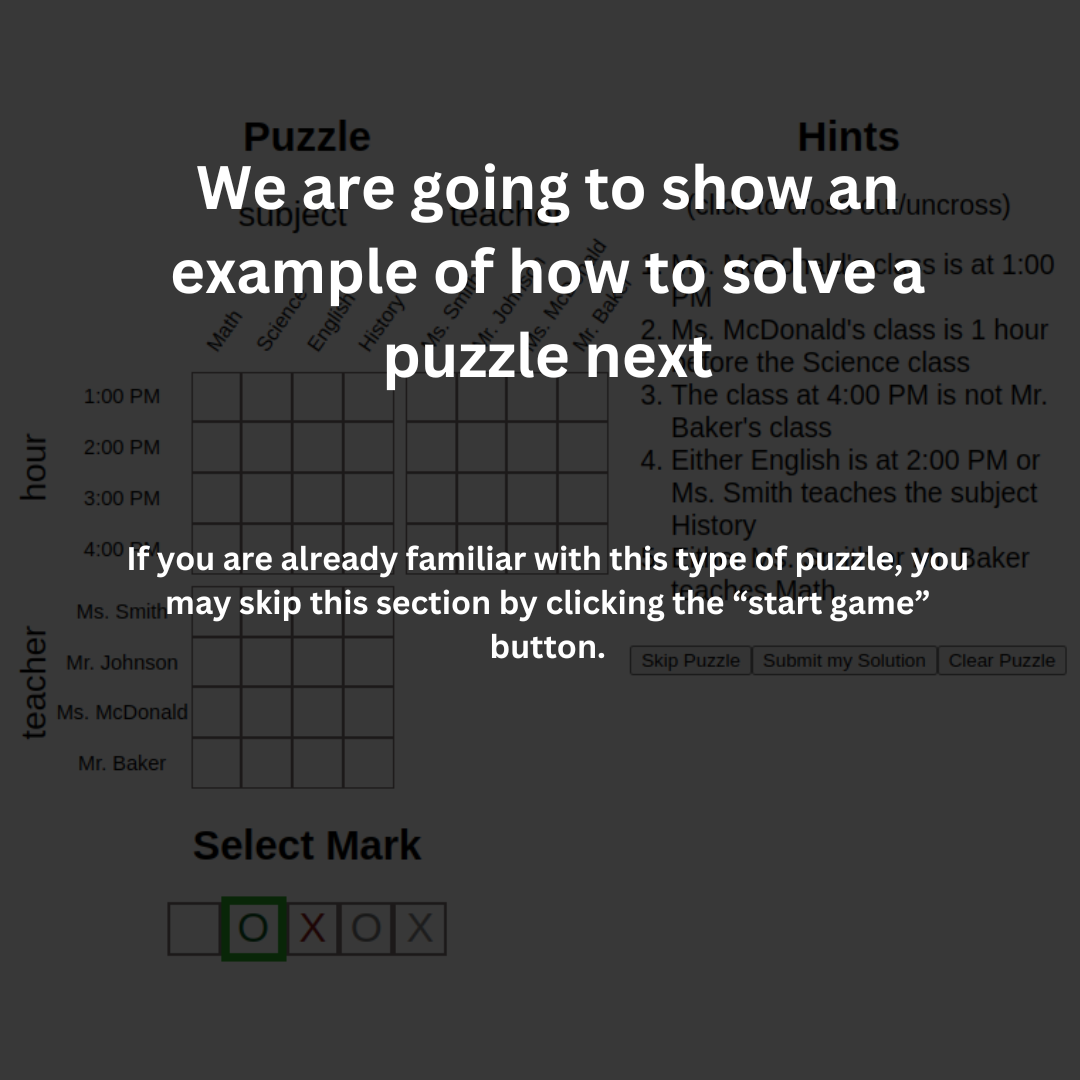 Puzzle
Hints
We are going to show an
example of how to solve a
puzzle next
subject
teacher
(click to cross out/uncross)
Math
Science
English
History
Ms. Smith
Mr. Johnson
Ms. McDonald
Mr. Baker
1. Ms. McDonald's class is at 1:00
PM
2. Ms. McDonald's class is 1 hour
before the Science class
3. The class at 4:00 PM is not Mr.
Baker's class
4. Either English is at 2:00 PM or
Ms. Smith teaches the subject
History
5. Either Ms. Smith or Mr. Baker
teaches Math
hour
1:00 PM
2:00 PM
3:00 PM
4:00 PM
If you are already familiar with this type of puzzle, you
may skip this section by clicking the “start game”
button.
teacher
Ms. Smith
Mr. Johnson
Ms. McDonald
Mr. Baker
Skip Puzzle
Submit my Solution
Clear Puzzle
Select Mark
O X O X